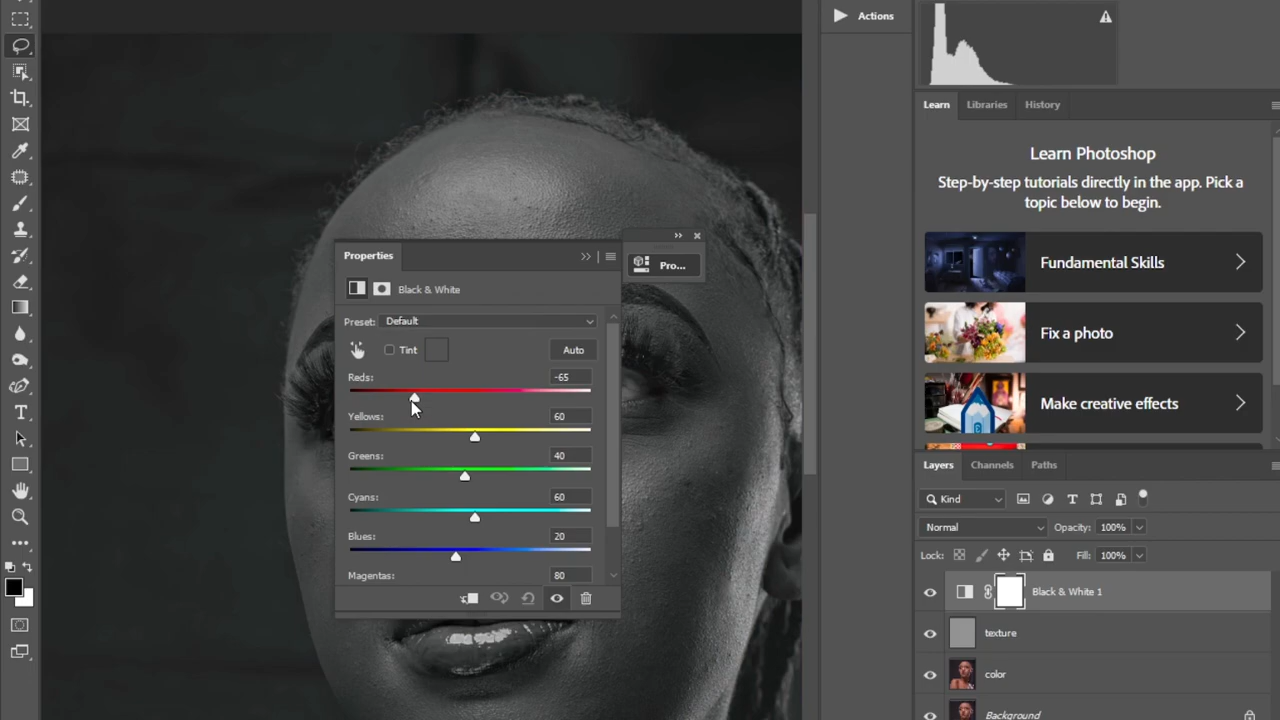 Actions
Learn Libraries History
Learn Photoshop
Step-by-step tutorials directly in the app. Pick a
topic below to begin.
Fundamental Skills
Fix a photo
Make creative effects
Properties
Pro...
Black & White
Preset: Default
Tint Auto
Reds: -65
Yellows: 60
Greens: 40
Cyans: 60
Blues: 20
Magentas: 80
Layers Channels Paths
Kind
Normal Opacity: 100%
Lock: Fill: 100%
Black & White 1
texture
color
Background